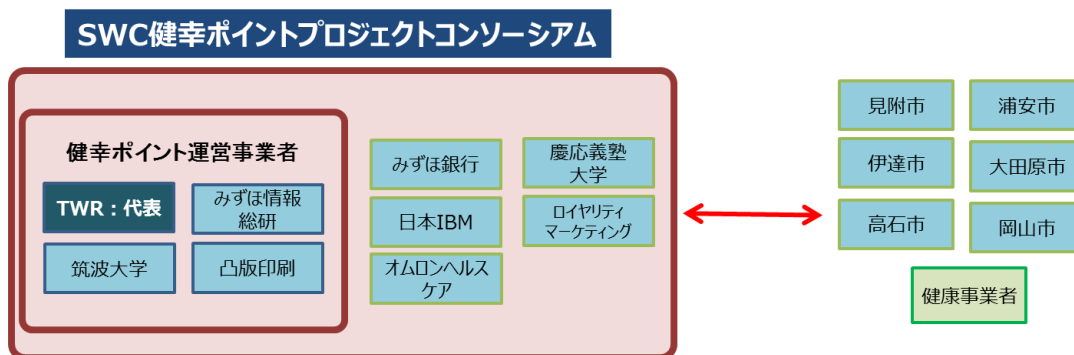 SWC健幸ポイントプロジェクトコンソーシアム
健幸ポイント運営事業者
TWR：代表
みずほ情報
総研
筑波大学
凸版印刷
みずほ銀行
慶応義塾
大学
日本IBM
ロイヤリティ
マーケティング
オムロンヘルス
ケア
見附市
浦安市
伊達市
大田原市
高石市
岡山市
健康事業者